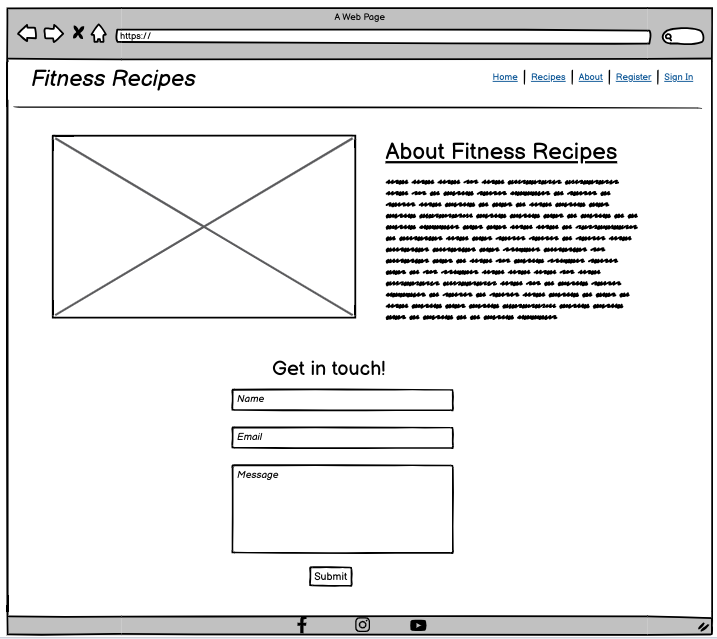 A Web Page
https://
Fitness Recipes
Home | Recipes | About | Register | Sign In
About Fitness Recipes
Get in touch!
Name
Email
Message
Submit